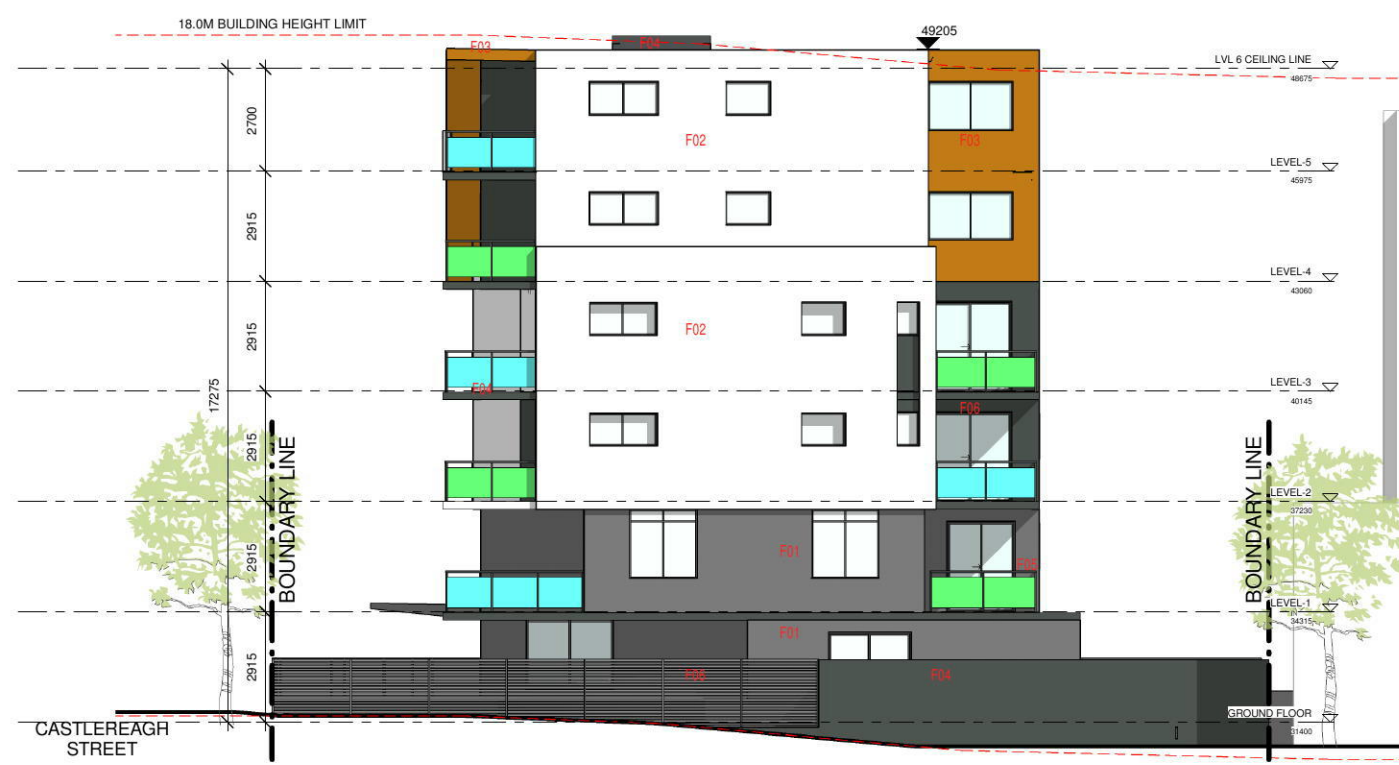 18.0M BUILDING HEIGHT LIMIT
49205
F03
F04
LVL 6 CEILING LINE
48675
2700
F02
F03
LEVEL-5
45975
2915
LEVEL-4
43060
2915
F02
LEVEL-3
40145
F04
17275
F06
2915
BOUNDARY LINE
BOUNDARY LINE
LEVEL-2
37230
2915
F01
F05
LEVEL-1
34315
F01
2915
F06
F04
GROUND FLOOR
31400
CASTLEREAGH
STREET